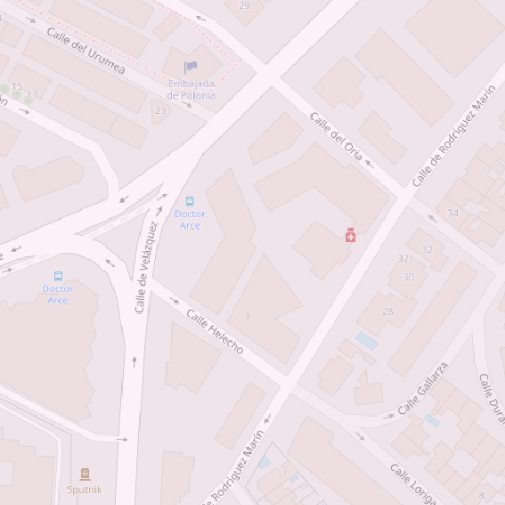 29
Calle del Urumea
Embajada
de Polonia
15
17
23
Calle del Oria
Calle de Rodríguez Marín
Doctor
Arce
34
32
32
30
Calle de Velázquez
Doctor
Arce
28
3
Calle Helecho
Calle Gallarza
Calle Dura
de Rodríguez Marín
Calle Loriga
8
Sputnik